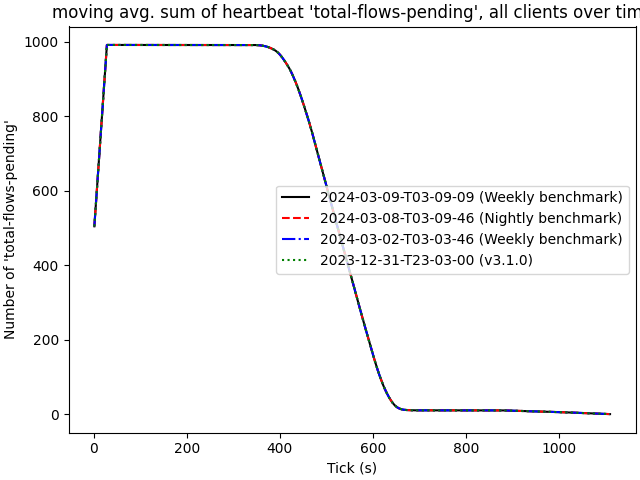 moving avg. sum of heartbeat 'total-flows-pending', all clients over tim
Number of 'total-flows-pending'
1000
800
600
400
200
0
2024-03-09-T03-09-09 (Weekly benchmark)
2024-03-08-T03-09-46 (Nightly benchmark)
2024-03-02-T03-03-46 (Weekly benchmark)
2023-12-31-T23-03-00 (v3.1.0)
0 200 400 600 800 1000
Tick (s)